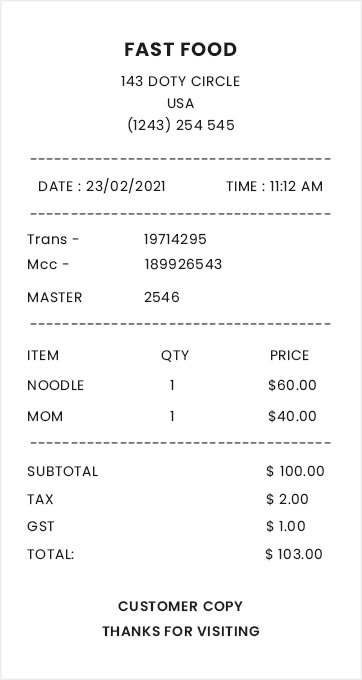 FAST FOOD
143 DOTY CIRCLE
USA
(1243) 254 545
DATE : 23/02/2021 TIME : 11:12 AM
Trans - 19714295
Mcc - 189926543
MASTER 2546
ITEM QTY PRICE
NOODLE 1 $60.00
MOM 1 $40.00
SUBTOTAL $ 100.00
TAX $ 2.00
GST $ 1.00
TOTAL: $ 103.00
CUSTOMER COPY
THANKS FOR VISITING